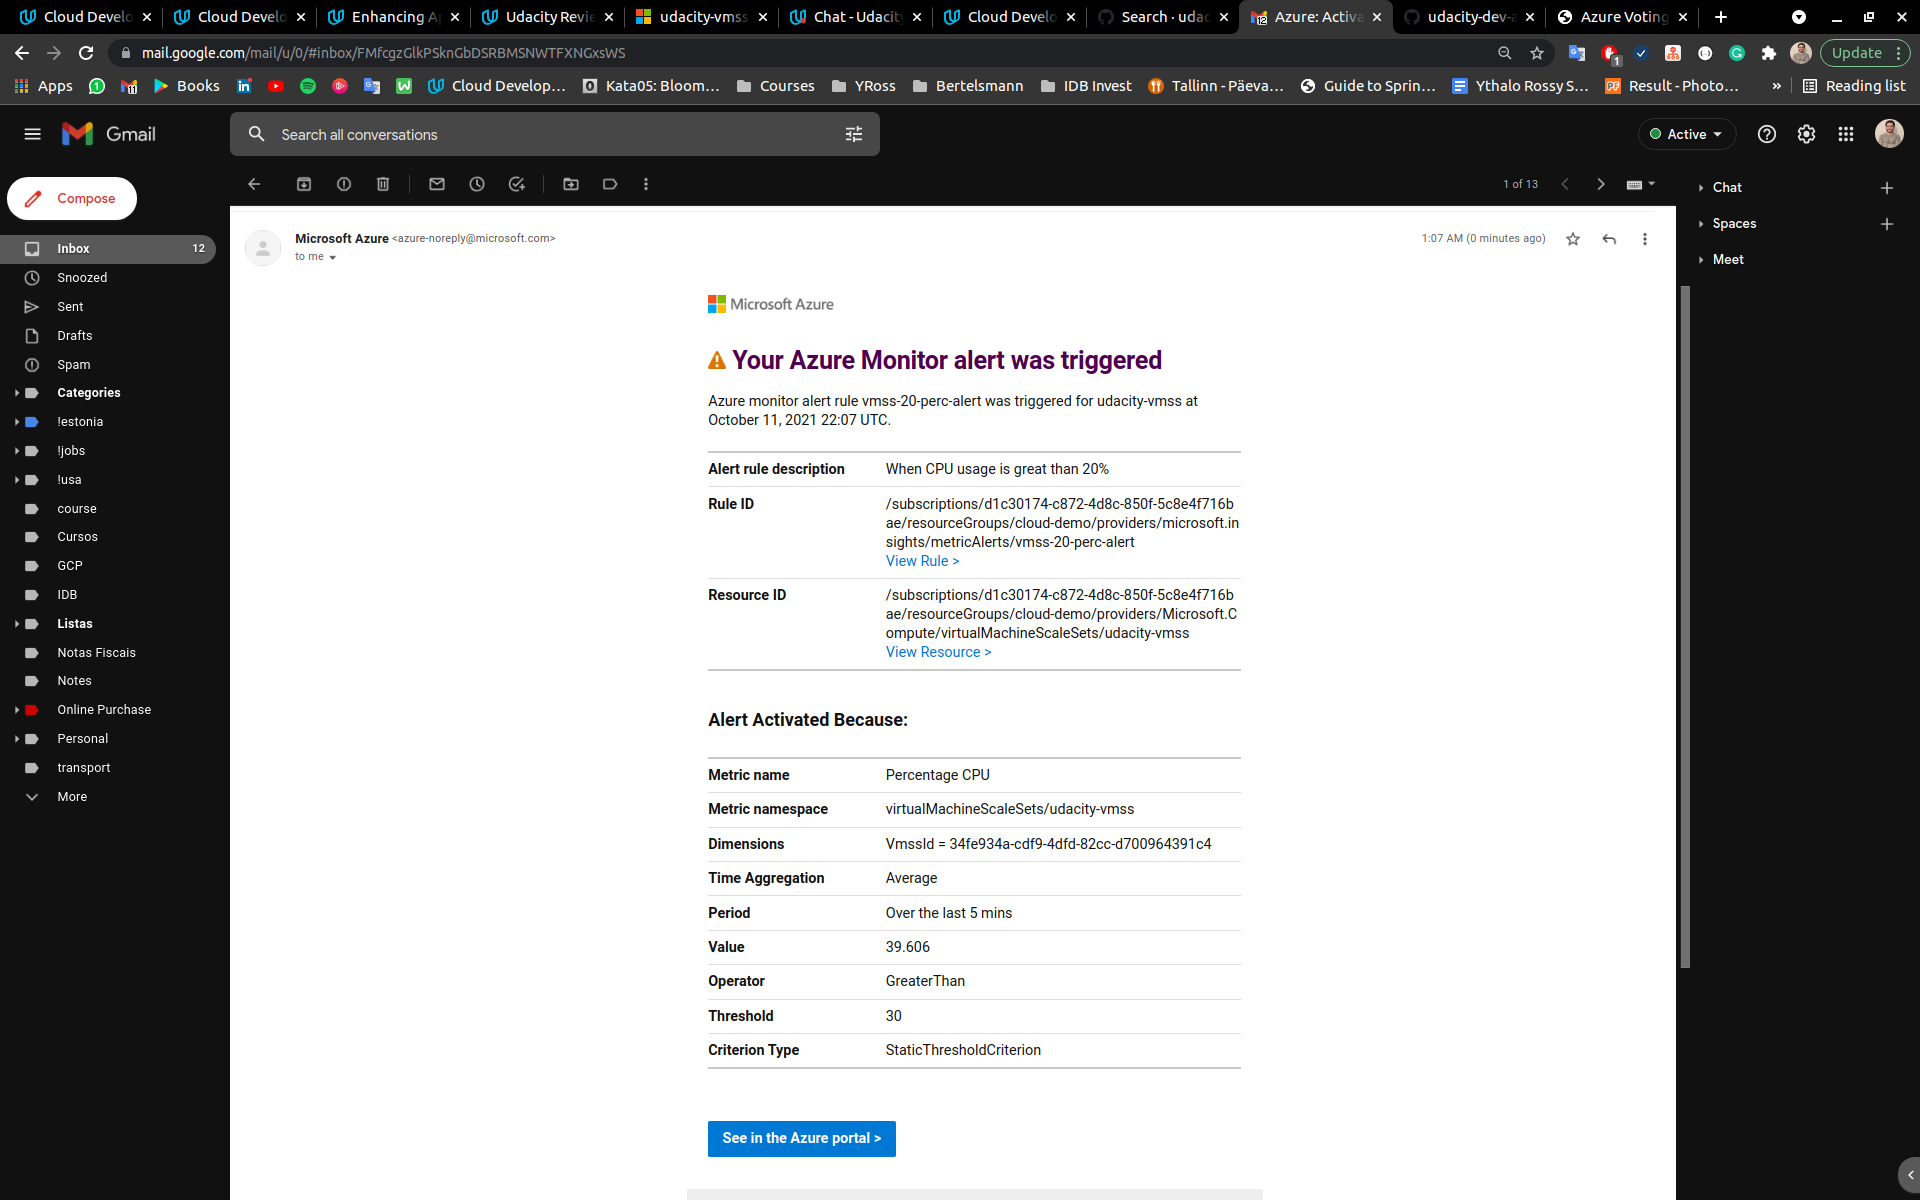 Cloud Develo
Cloud Develo
Enhancing A
Udacity Revie
udacity-vmss
Chat - Udacity
Cloud Develo
Search · udac
Azure: Activa
udacity-dev-a
Azure Voting
mail.google.com/mail/u/0/#inbox/FMfcgzGlkPSknGbDSRBMSNWTFXNGxsWS
Update
Apps
Books
Cloud Develop...
Kata05: Bloom...
Courses
YRoss
Bertelsmann
IDB Invest
Tallinn - Päeva...
Guide to Sprin...
Ythalo Rossy S...
Result - Photo...
»
Reading list
Gmail
Search all conversations
Active
Compose
1 of 13
Inbox 12
Snoozed
Sent
Drafts
Spam
Categories
!estonia
!jobs
!usa
course
Cursos
GCP
IDB
Listas
Notas Fiscais
Notes
Online Purchase
Personal
transport
More
Chat
Spaces
Meet
Microsoft Azure <azure-noreply@microsoft.com>
1:07 AM (0 minutes ago)
to me
Microsoft Azure
Your Azure Monitor alert was triggered
Azure monitor alert rule vmss-20-perc-alert was triggered for udacity-vmss at
October 11, 2021 22:07 UTC.
Alert rule description When CPU usage is great than 20%
Rule ID /subscriptions/d1c30174-c872-4d8c-850f-5c8e4f716b
ae/resourceGroups/cloud-demo/providers/microsoft.in
sights/metricAlerts/vmss-20-perc-alert
View Rule >
Resource ID /subscriptions/d1c30174-c872-4d8c-850f-5c8e4f716b
ae/resourceGroups/cloud-demo/providers/Microsoft.C
ompute/virtualMachineScaleSets/udacity-vmss
View Resource >
Alert Activated Because:
Metric name Percentage CPU
Metric namespace virtualMachineScaleSets/udacity-vmss
Dimensions VmssId = 34fe934a-cdf9-4dfd-82cc-d700964391c4
Time Aggregation Average
Period Over the last 5 mins
Value 39.606
Operator GreaterThan
Threshold 30
Criterion Type StaticThresholdCriterion
See in the Azure portal >